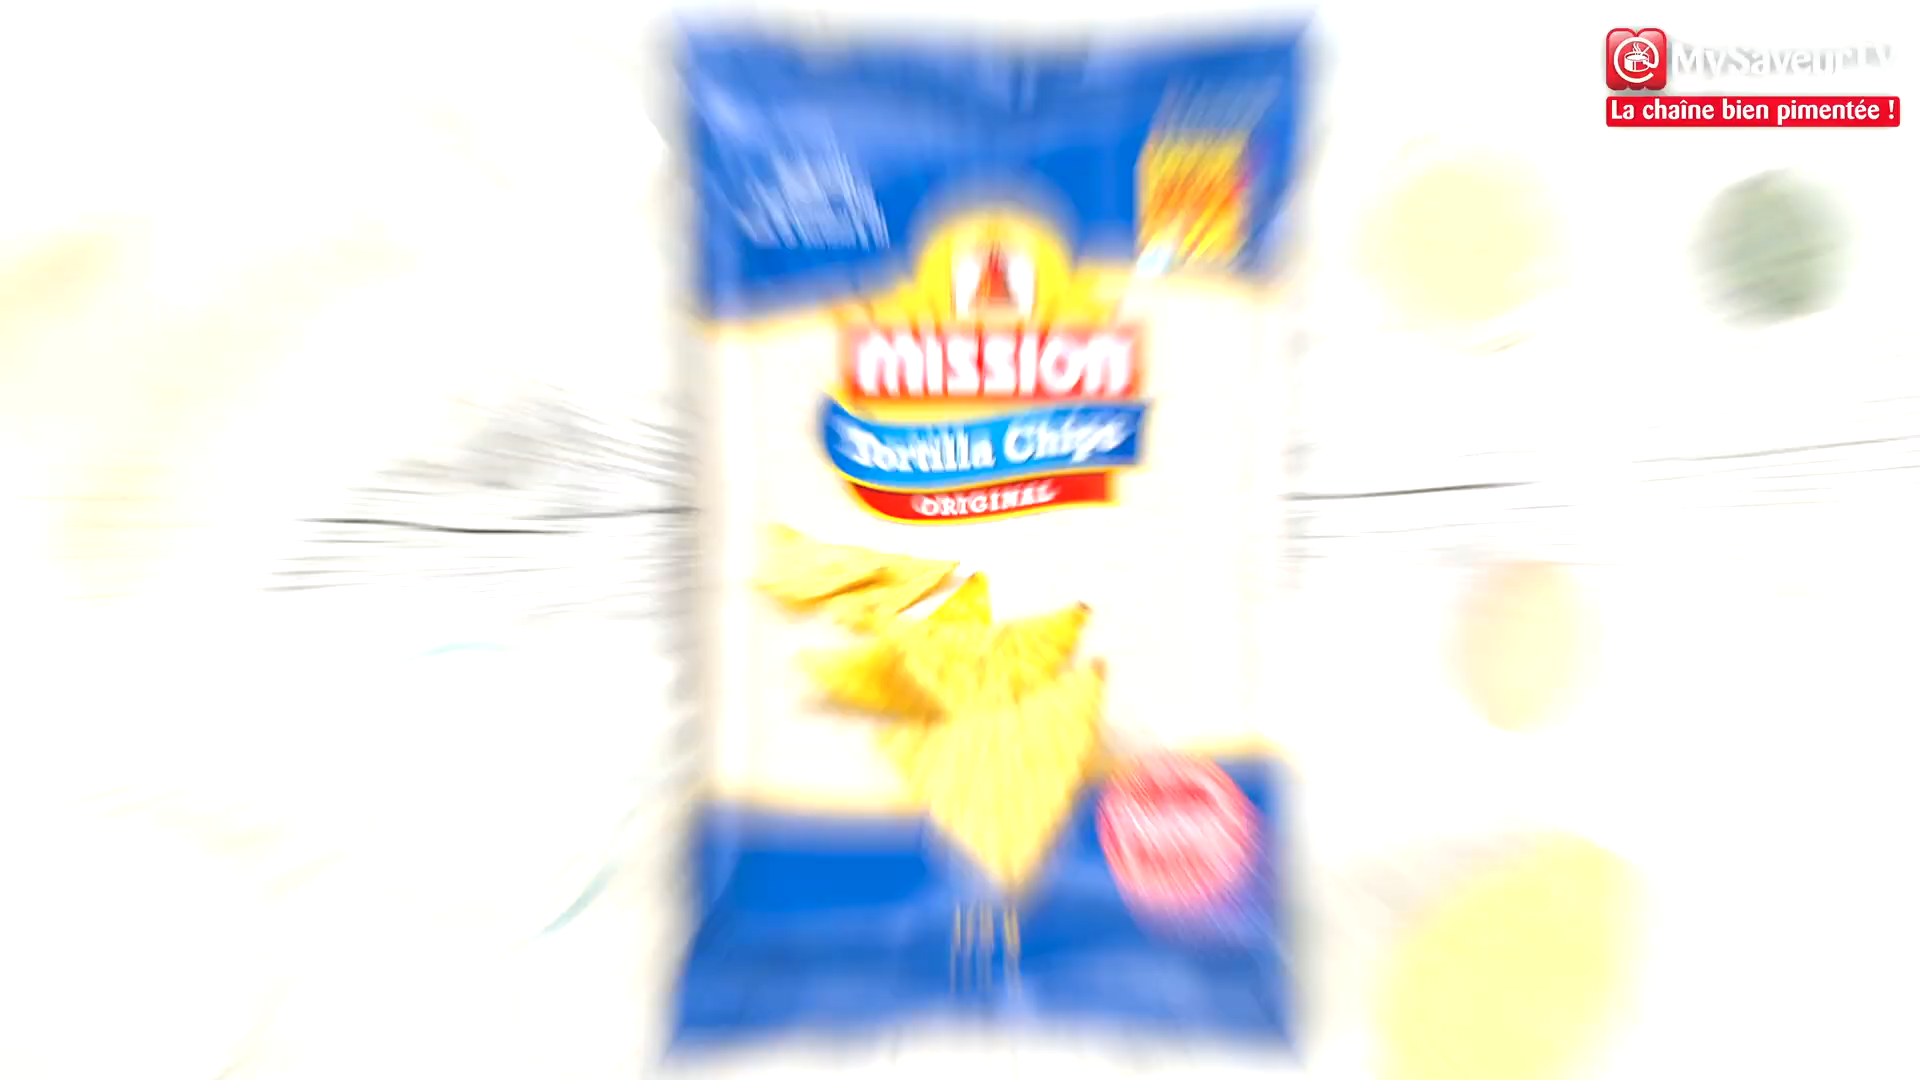 MySaveurTV
La chaîne bien pimentée !
mission
Tortilla Chips
ORIGINAL